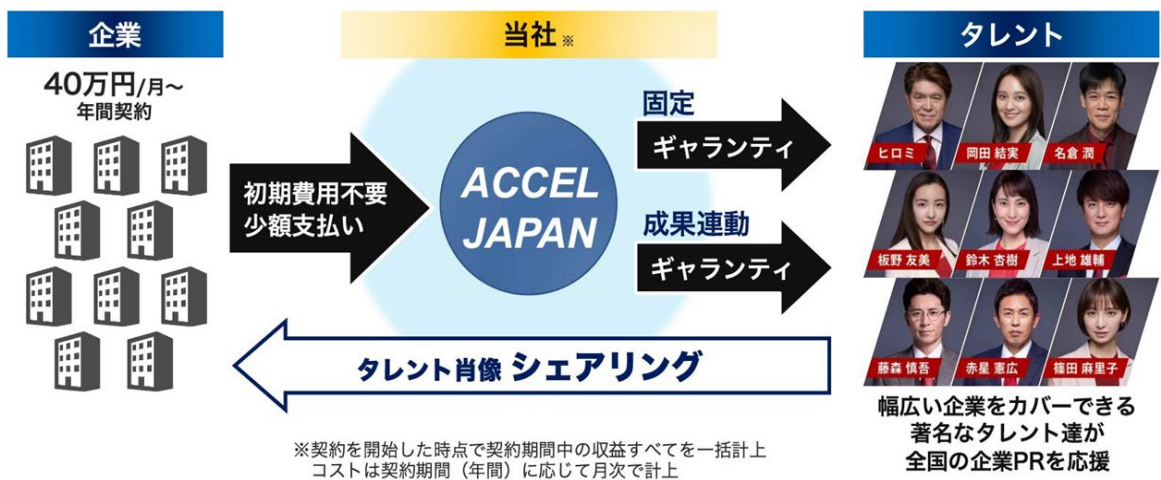 企業
40万円/月～
年間契約
初期費用不要
少額支払い
当社※
ACCEL
JAPAN
固定
ギャランティ
成果連動
ギャランティ
タレント肖像 シェアリング
※契約を開始した時点で契約期間中の収益すべてを一括計上
コストは契約期間（年間）に応じて月次で計上
タレント
ヒロミ
岡田 結実
名倉 潤
板野 友美
鈴木 杏樹
上地 雄輔
藤森 慎吾
赤星 憲広
篠田 麻里子
幅広い企業をカバーできる
著名なタレント達が
全国の企業PRを応援